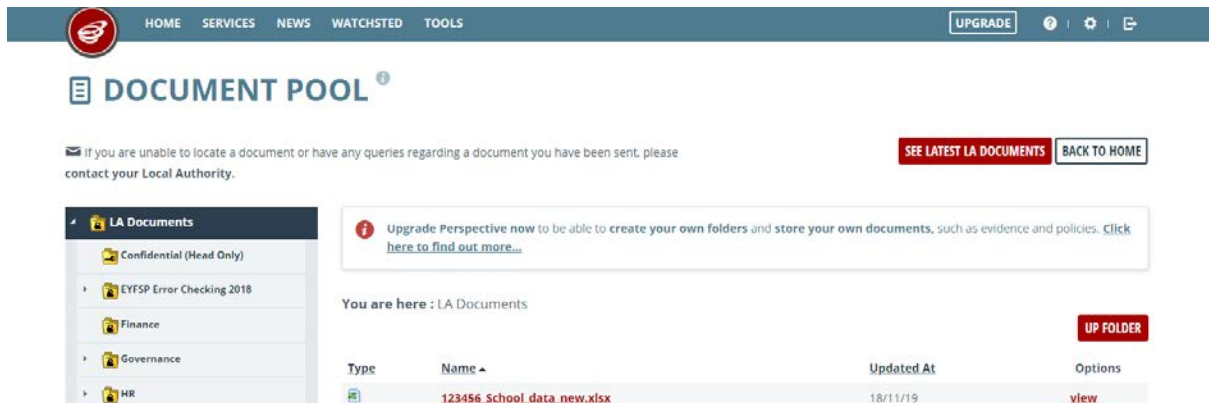 HOME SERVICES NEWS WATCHSTED TOOLS UPGRADE
DOCUMENT POOL
If you are unable to locate a document or have any queries regarding a document you have been sent, please
contact your Local Authority.
SEE LATEST LA DOCUMENTS BACK TO HOME
LA Documents
Confidential (Head Only)
EYFSP Error Checking 2018
Finance
Governance
HR
Upgrade Perspective now to be able to create your own folders and store your own documents, such as evidence and policies. Click
here to find out more...
You are here : LA Documents
UP FOLDER
Type Name Updated At Options
123456_School_data_new.xlsx 18/11/19 view